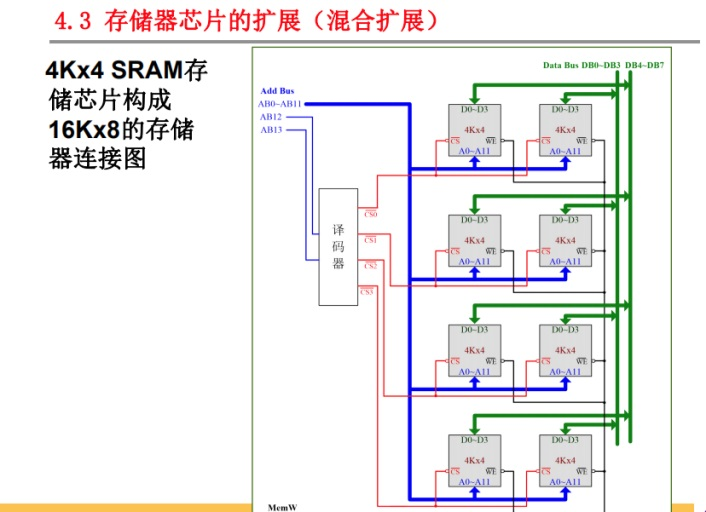 4.3 存储器芯片的扩展（混合扩展）
4Kx4 SRAM存
储芯片构成
16Kx8的存储
器连接图
Data Bus DB0~DB3 DB4~DB7
Add Bus
AB0~AB11
AB12
AB13
译
码
器
CS0
CS1
CS2
CS3
D0~D3
4Kx4
CS
WE
A0~A11
D0~D3
4Kx4
CS
WE
A0~A11
D0~D3
4Kx4
CS
WE
A0~A11
D0~D3
4Kx4
CS
WE
A0~A11
D0~D3
4Kx4
CS
WE
A0~A11
D0~D3
4Kx4
CS
WE
A0~A11
D0~D3
4Kx4
CS
WE
A0~A11
D0~D3
4Kx4
CS
WE
A0~A11
MemW